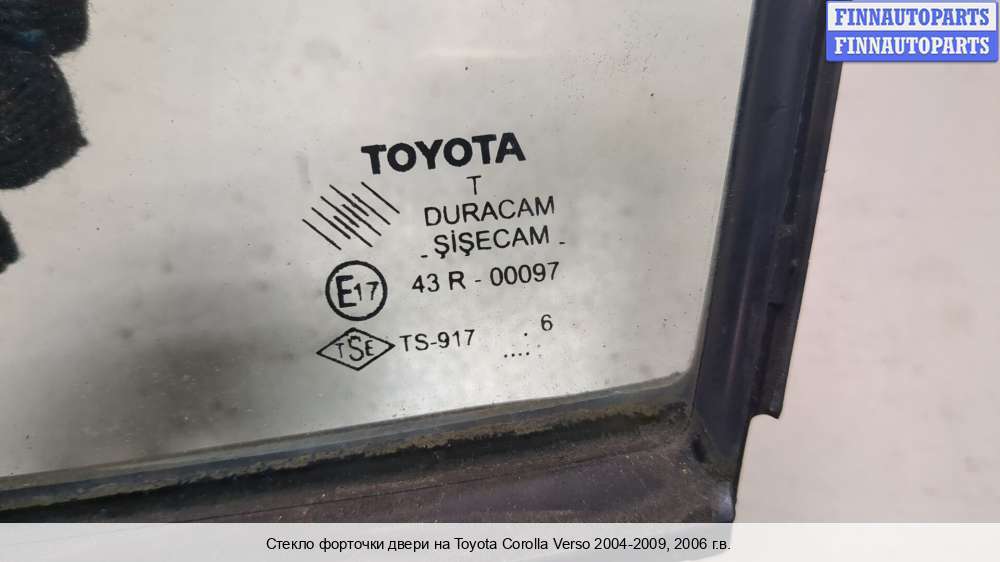 FINNAUTOPARTS
FINNAUTOPARTS
TOYOTA
T
DURACAM
ŞİŞECAM
E17
43 R - 00097
TSE
TS-917
. 6
.... .
Стекло форточки двери на Toyota Corolla Verso 2004-2009, 2006 г.в.